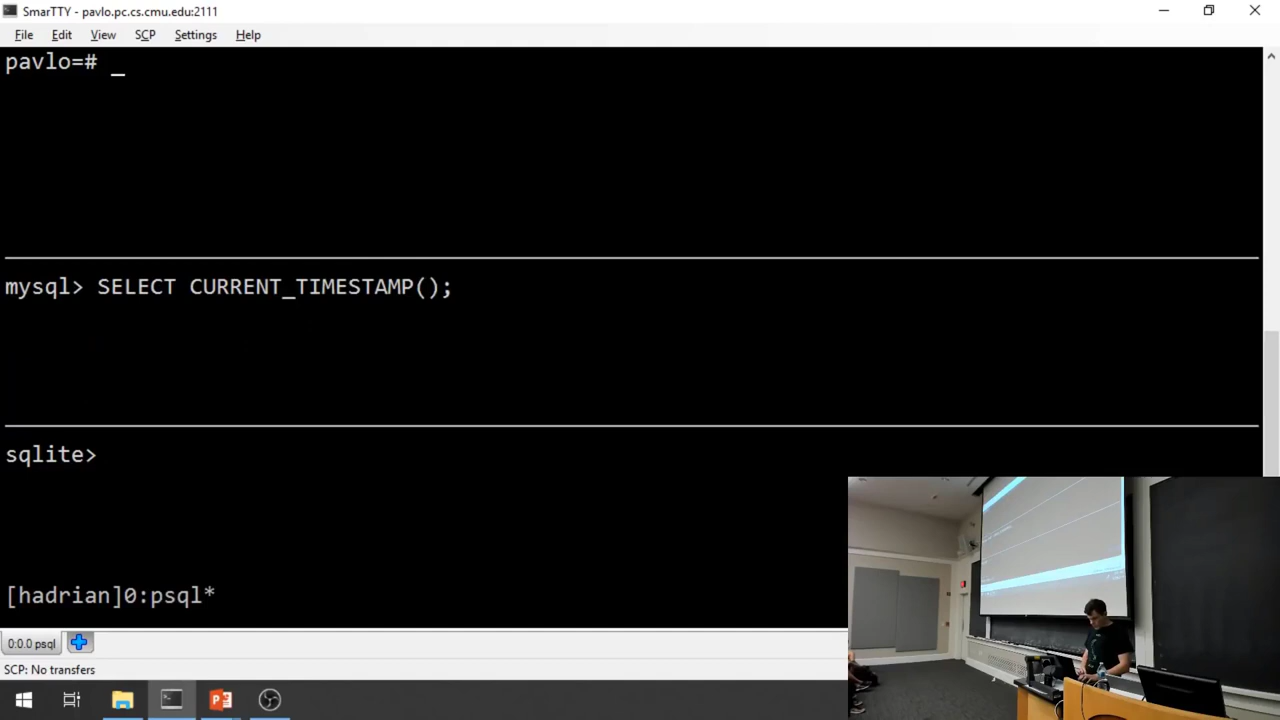 SmarTTY - pavlo.pc.cs.cmu.edu:2111
File Edit View SCP Settings Help
pavlo=# _
mysql> SELECT CURRENT_TIMESTAMP();
sqlite>
[hadrian]0:psql*
0:0.0 psql
SCP: No transfers